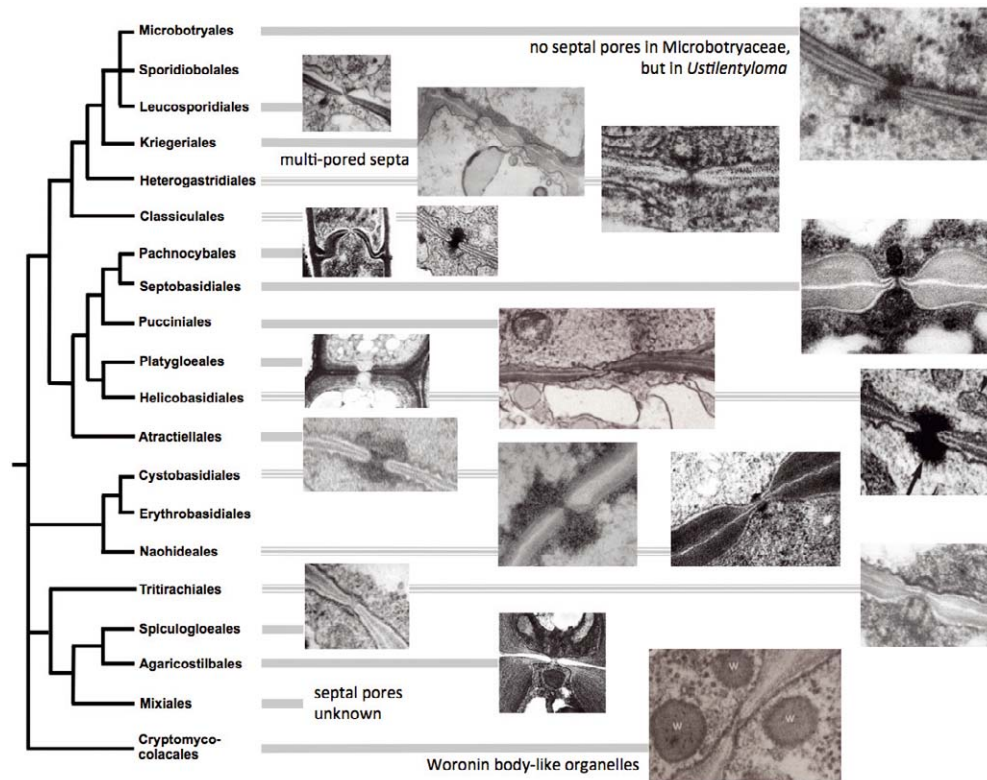 Microbotryales
no septal pores in Microbotryaceae,
but in Ustilentyloma
Sporidiobolales
Leucosporidiales
Kriegeriales
multi-pored septa
Heterogastridiales
Classiculales
Pachnocybales
Septobasidiales
Pucciniales
Platygloeales
Helicobasidiales
Atractiellales
Cystobasidiales
Erythrobasidiales
Naohideales
Tritirachiales
Spiculogloeales
Agaricostilbales
Mixiales
septal pores
unknown
W
W
W
Cryptomyco-
colacales
Woronin body-like organelles